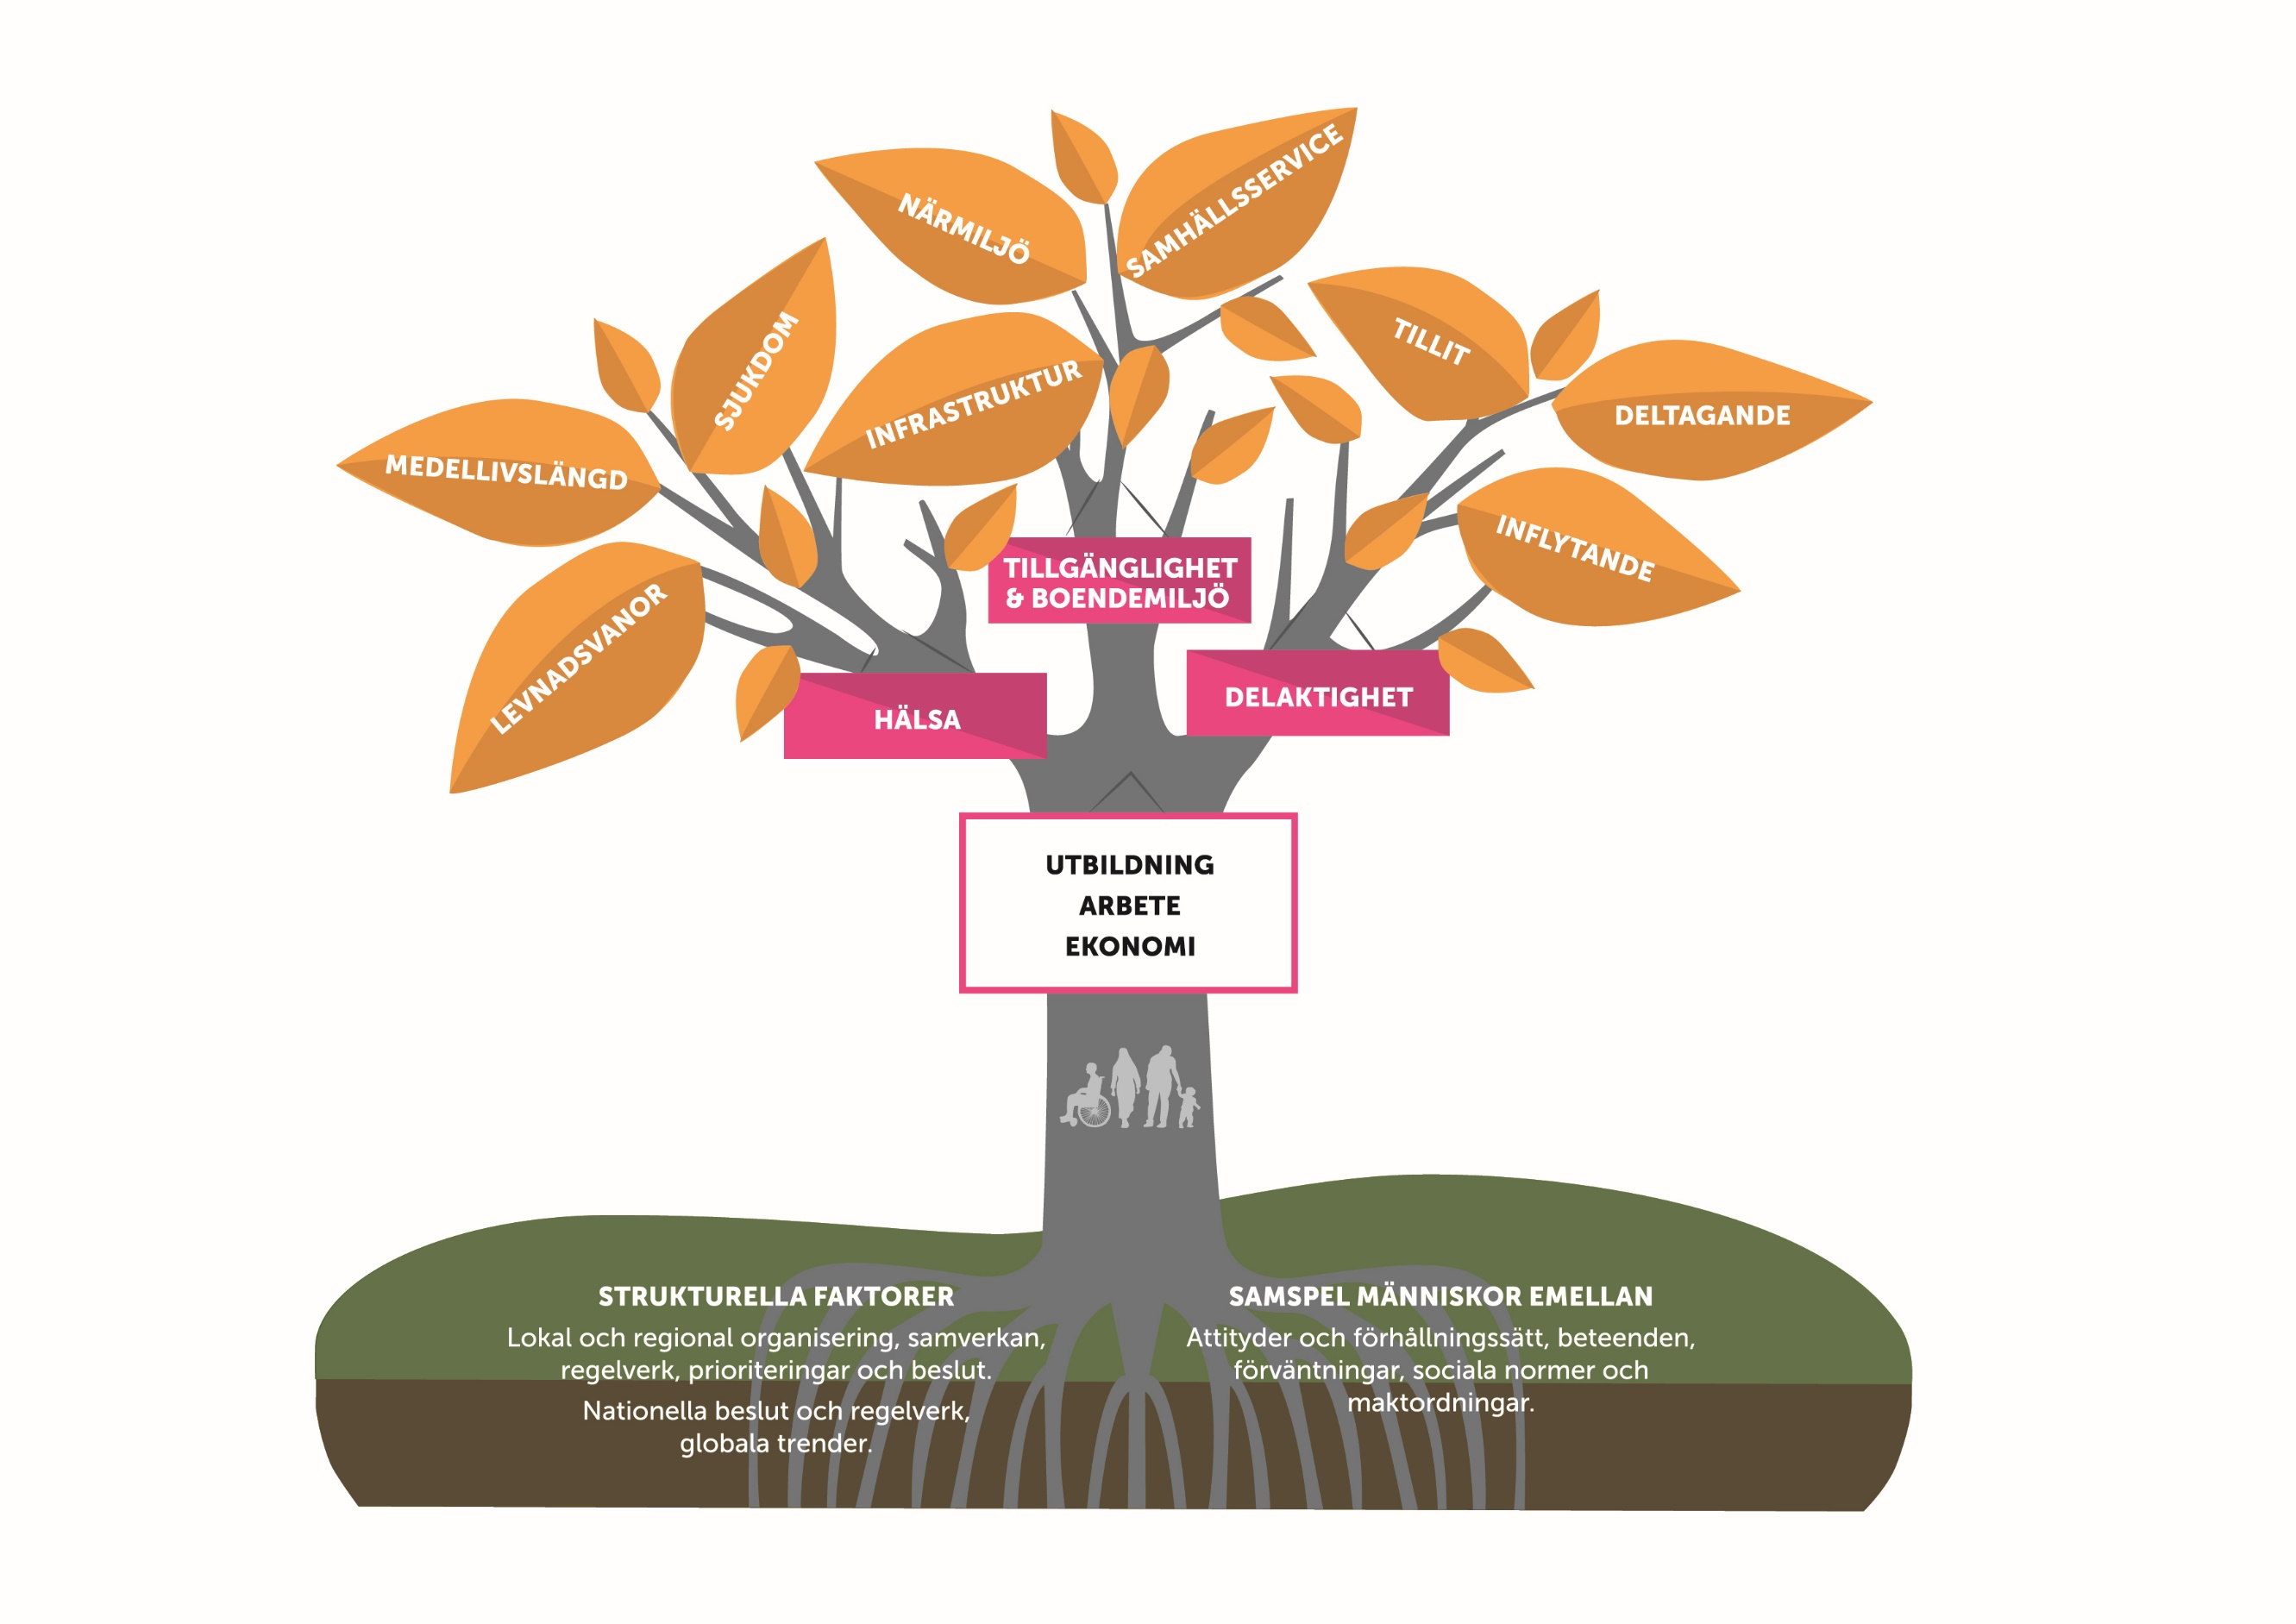 NÄRMILJÖ
SAMHÄLLSSERVICE
SJUKDOM
INFRASTRUKTUR
TILLIT
DELTAGANDE
MEDELLIVSLÄNGD
INFLYTANDE
LEVNADSVANOR
TILLGÄNGLIGHET
& BOENDEMILJÖ
HÄLSA
DELAKTIGHET
UTBILDNING
ARBETE
EKONOMI
STRUKTURELLA FAKTORER
Lokal och regional organisering, samverkan,
regelverk, prioriteringar och beslut.
Nationella beslut och regelverk,
globala trender.
SAMSPEL MÄNNISKOR EMELLAN
Attityder och förhållningssätt, beteenden,
förväntningar, sociala normer och
maktordningar.